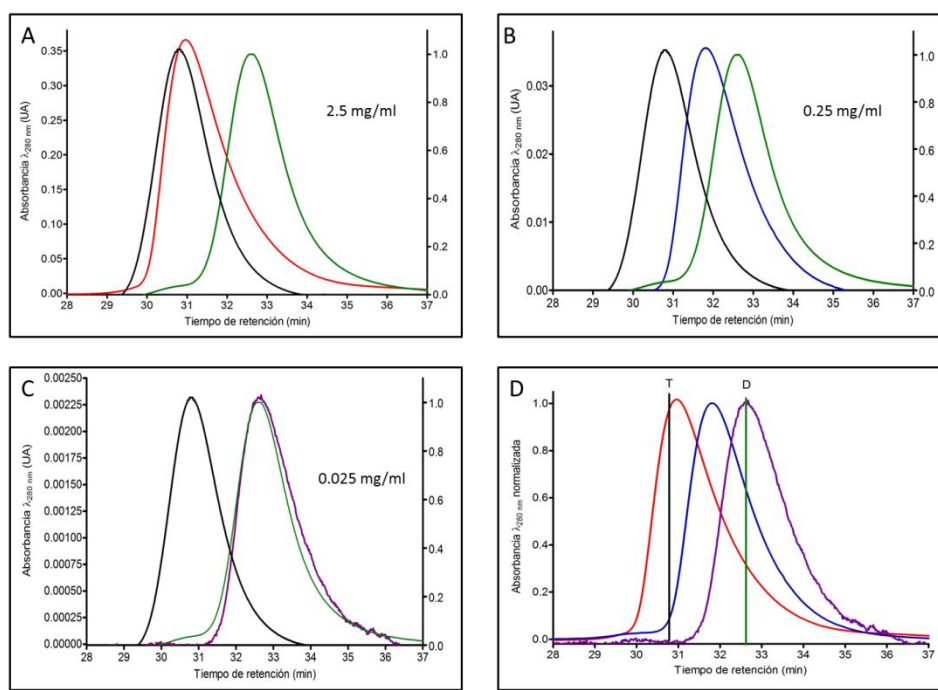 A
Absorbancia λ280 nm (UA)
0.35
0.30
0.25
0.20
0.15
0.10
0.05
0.00
1.0
0.8
0.6
0.4
0.2
0.0
2.5 mg/ml
28 29 30 31 32 33 34 35 36 37
Tiempo de retención (min)
B
Absorbancia λ280 nm (UA)
0.03
0.02
0.01
0.00
1.0
0.8
0.6
0.4
0.2
0.0
0.25 mg/ml
28 29 30 31 32 33 34 35 36 37
Tiempo de retención (min)
C
Absorbancia λ280 nm (UA)
0.00250
0.00225
0.00200
0.00175
0.00150
0.00125
0.00100
0.00075
0.00050
0.00025
0.00000
1.0
0.8
0.6
0.4
0.2
0.0
0.025 mg/ml
28 29 30 31 32 33 34 35 36 37
Tiempo de retención (min)
D
T D
Absorbancia λ280 nm normalizada
1.0
0.8
0.6
0.4
0.2
0.0
28 29 30 31 32 33 34 35 36 37
Tiempo de retención (min)